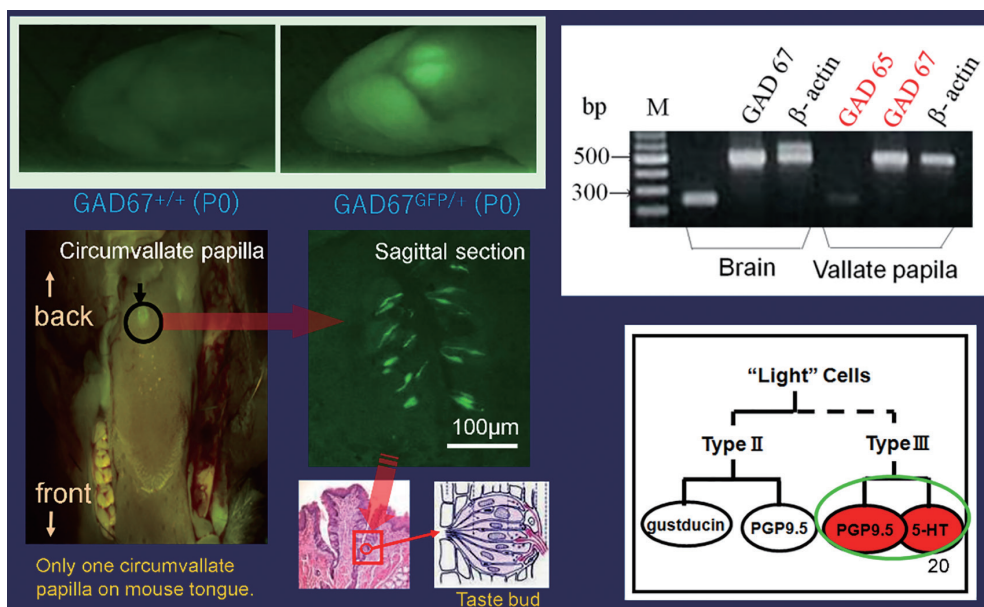 GAD67+/+ (P0)
GAD67GFP/+ (P0)
Circumvallate papilla
back
front
Only one circumvallate
papilla on mouse tongue.
Sagittal section
100μm
Taste bud
bp
M
GAD 67
β- actin
GAD 65
GAD 67
β- actin
500
300
Brain
Vallate papila
“Light” Cells
Type Ⅱ
Type Ⅲ
gustducin
PGP9.5
PGP9.5
5-HT
20